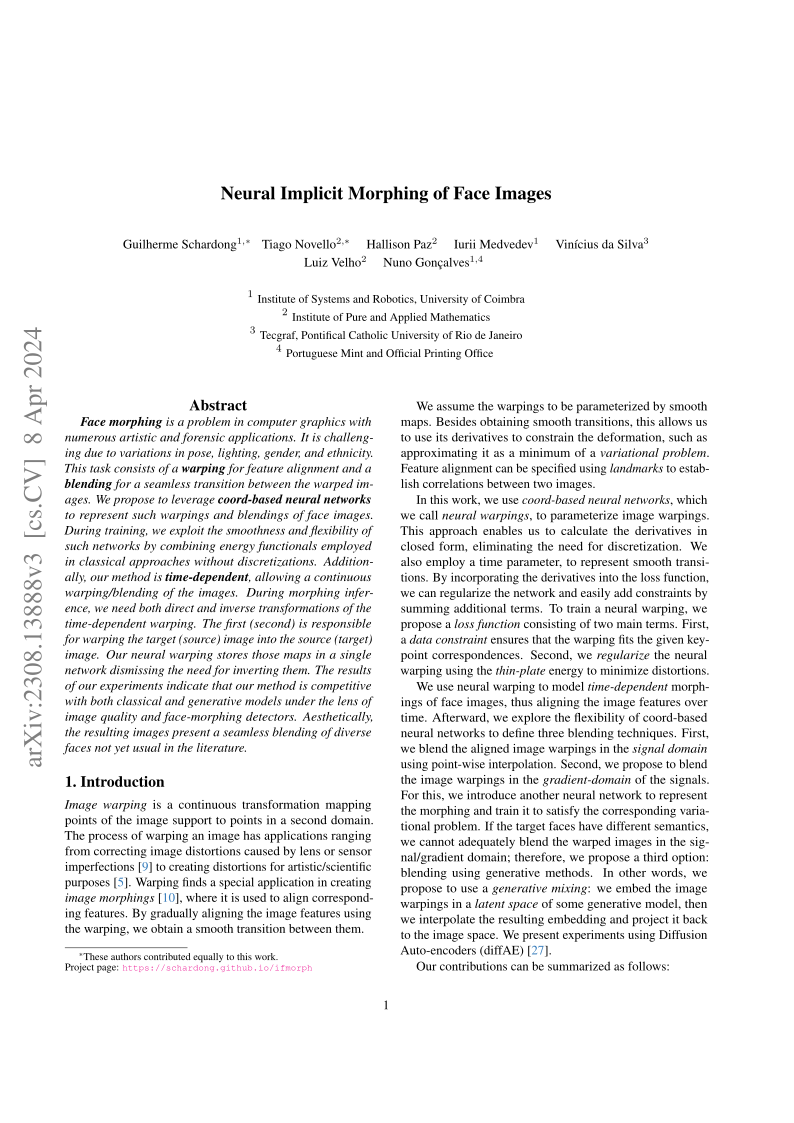 Neural Implicit Morphing of Face Images
Guilherme Schardong1,∗ Tiago Novello2,∗ Hallison Paz2 Iurii Medvedev1 Vinícius da Silva3
Luiz Velho2 Nuno Gonçalves1,4
1 Institute of Systems and Robotics, University of Coimbra
2 Institute of Pure and Applied Mathematics
3 Tecgraf, Pontifical Catholic University of Rio de Janeiro
4 Portuguese Mint and Official Printing Office
arXiv:2308.13888v3 [cs.CV] 8 Apr 2024
Abstract
Face morphing is a problem in computer graphics with
numerous artistic and forensic applications. It is challeng-
ing due to variations in pose, lighting, gender, and ethnicity.
This task consists of a warping for feature alignment and a
blending for a seamless transition between the warped im-
ages. We propose to leverage coord-based neural networks
to represent such warpings and blendings of face images.
During training, we exploit the smoothness and flexibility of
such networks by combining energy functionals employed
in classical approaches without discretizations. Addition-
ally, our method is time-dependent, allowing a continuous
warping/blending of the images. During morphing infer-
ence, we need both direct and inverse transformations of the
time-dependent warping. The first (second) is responsible
for warping the target (source) image into the source (target)
image. Our neural warping stores those maps in a single
network dismissing the need for inverting them. The results
of our experiments indicate that our method is competitive
with both classical and generative models under the lens of
image quality and face-morphing detectors. Aesthetically,
the resulting images present a seamless blending of diverse
faces not yet usual in the literature.
1. Introduction
Image warping is a continuous transformation mapping
points of the image support to points in a second domain.
The process of warping an image has applications ranging
from correcting image distortions caused by lens or sensor
imperfections [9] to creating distortions for artistic/scientific
purposes [5]. Warping finds a special application in creating
image morphings [10], where it is used to align correspond-
ing features. By gradually aligning the image features using
the warping, we obtain a smooth transition between them.
∗These authors contributed equally to this work.
Project page: https://schardong.github.io/ifmorph
We assume the warpings to be parameterized by smooth
maps. Besides obtaining smooth transitions, this allows us
to use its derivatives to constrain the deformation, such as
approximating it as a minimum of a variational problem.
Feature alignment can be specified using landmarks to estab-
lish correlations between two images.
In this work, we use coord-based neural networks, which
we call neural warpings, to parameterize image warpings.
This approach enables us to calculate the derivatives in
closed form, eliminating the need for discretization. We
also employ a time parameter, to represent smooth transi-
tions. By incorporating the derivatives into the loss function,
we can regularize the network and easily add constraints by
summing additional terms. To train a neural warping, we
propose a loss function consisting of two main terms. First,
a data constraint ensures that the warping fits the given key-
point correspondences. Second, we regularize the neural
warping using the thin-plate energy to minimize distortions.
We use neural warping to model time-dependent morph-
ings of face images, thus aligning the image features over
time. Afterward, we explore the flexibility of coord-based
neural networks to define three blending techniques. First,
we blend the aligned image warpings in the signal domain
using point-wise interpolation. Second, we propose to blend
the image warpings in the gradient-domain of the signals.
For this, we introduce another neural network to represent
the morphing and train it to satisfy the corresponding varia-
tional problem. If the target faces have different semantics,
we cannot adequately blend the warped images in the sig-
nal/gradient domain; therefore, we propose a third option:
blending using generative methods. In other words, we
propose to use a generative mixing: we embed the image
warpings in a latent space of some generative model, then
we interpolate the resulting embedding and project it back
to the image space. We present experiments using Diffusion
Auto-encoders (diffAE) [27].
Our contributions can be summarized as follows:
1